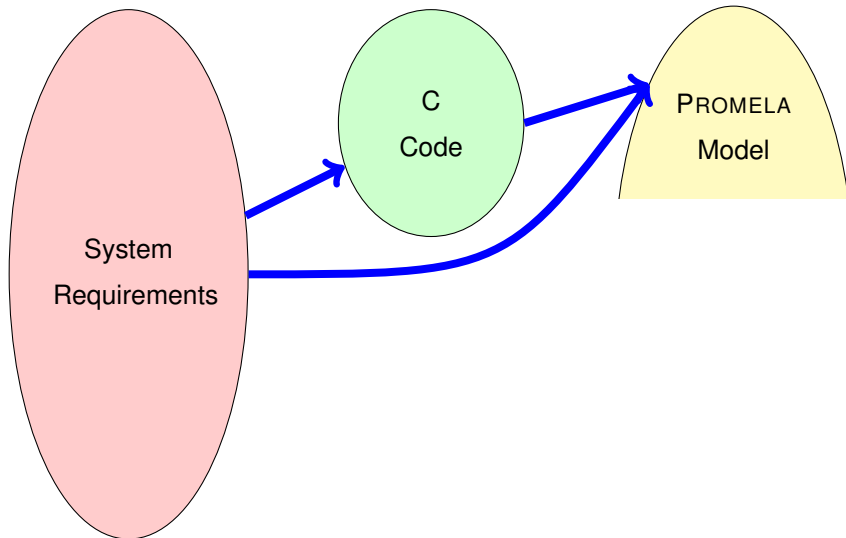 System
Requirements
C
Code
PROMELA
Model